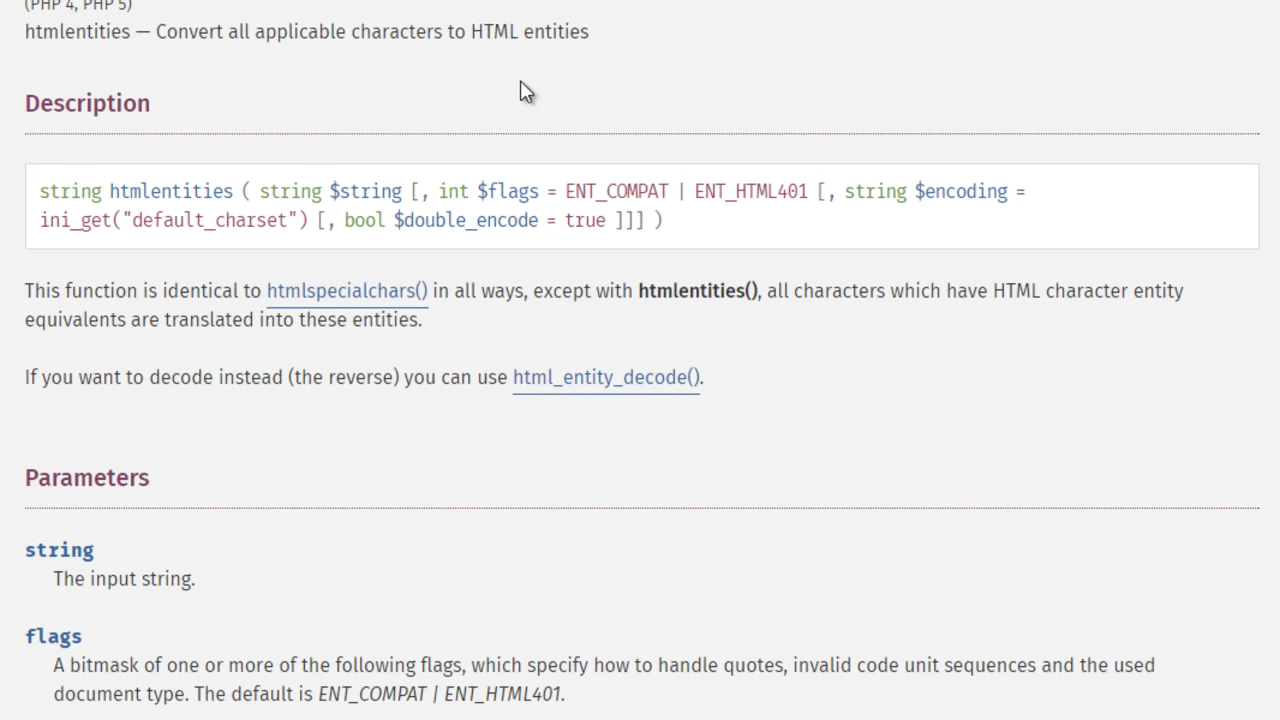 (PHP 4, PHP 5)
htmlentities — Convert all applicable characters to HTML entities
Description
string htmlentities ( string $string [, int $flags = ENT_COMPAT | ENT_HTML401 [, string $encoding =
ini_get("default_charset") [, bool $double_encode = true ]]] )
This function is identical to htmlspecialchars() in all ways, except with htmlentities(), all characters which have HTML character entity
equivalents are translated into these entities.
If you want to decode instead (the reverse) you can use html_entity_decode().
Parameters
string
The input string.
flags
A bitmask of one or more of the following flags, which specify how to handle quotes, invalid code unit sequences and the used
document type. The default is ENT_COMPAT | ENT_HTML401.